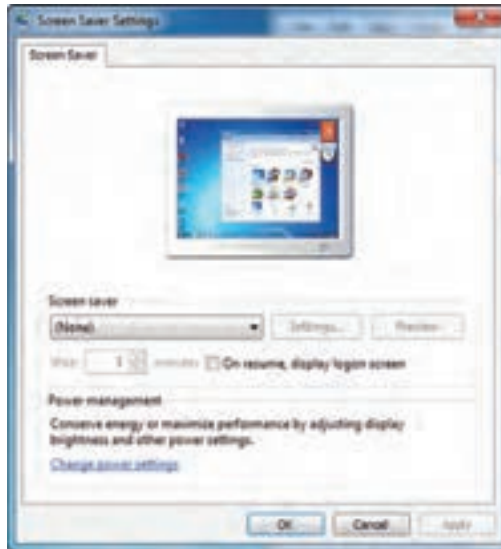 Screen Saver Settings
Screen Saver
Screen saver
(None)
Settings...
Preview
Wait: 1 minutes On resume, display logon screen
Power management
Conserve energy or maximize performance by adjusting display
brightness and other power settings.
Change power settings
OK Cancel Apply